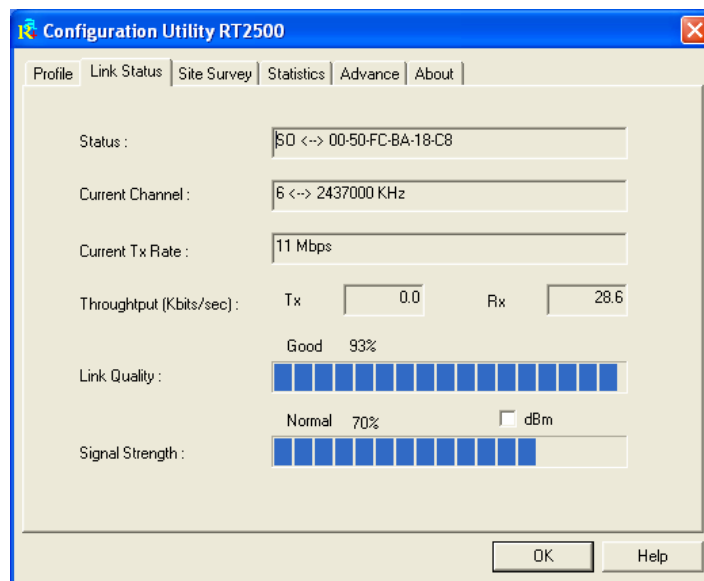 Configuration Utility RT2500
Profile Link Status Site Survey Statistics Advance About
Status : SO <--> 00-50-FC-BA-18-C8
Current Channel : 6 <--> 2437000 KHz
Current Tx Rate : 11 Mbps
Throughtput (Kbits/sec) : Tx 0.0 Rx 28.6
Good 93%
Link Quality :
Normal 70% dBm
Signal Strength :
OK Help